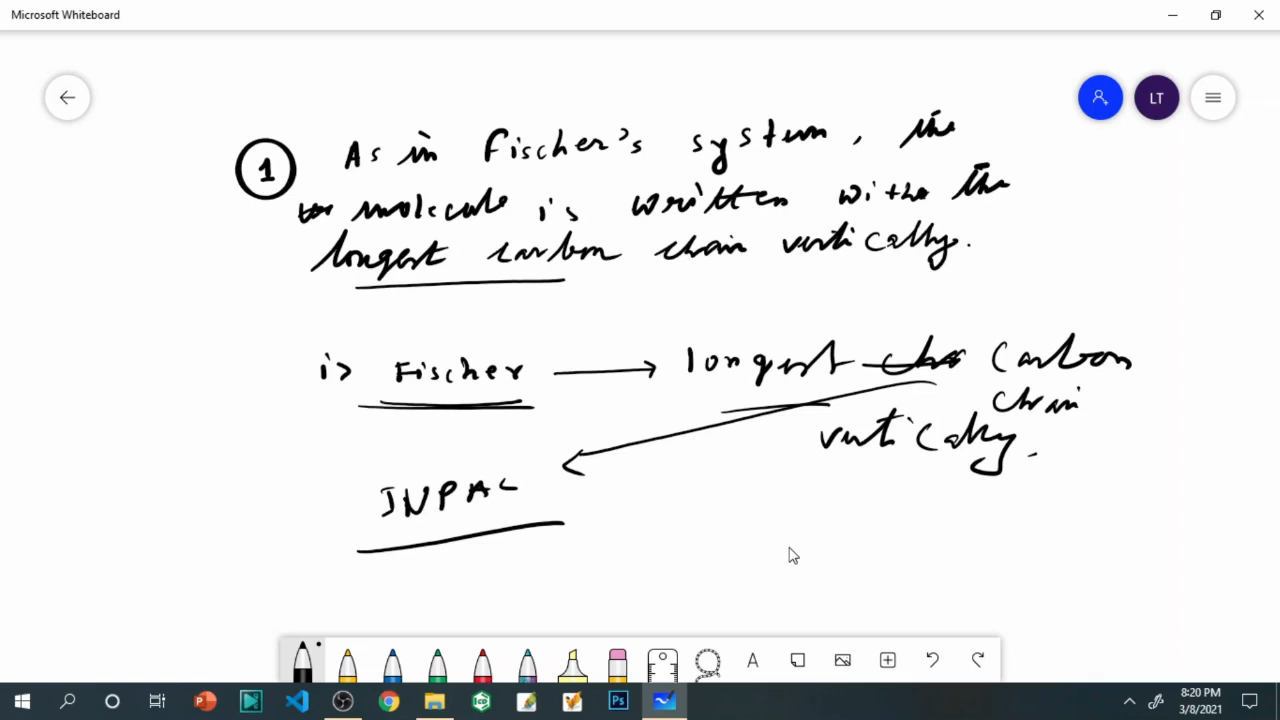 Microsoft Whiteboard
LT
1 As in Fischer's system, the
molecule is written with the
longest carbon chain vertically.
i> Fischer → longest carbon
chain
vertically.
IUPAC
A
8:20 PM
3/8/2021